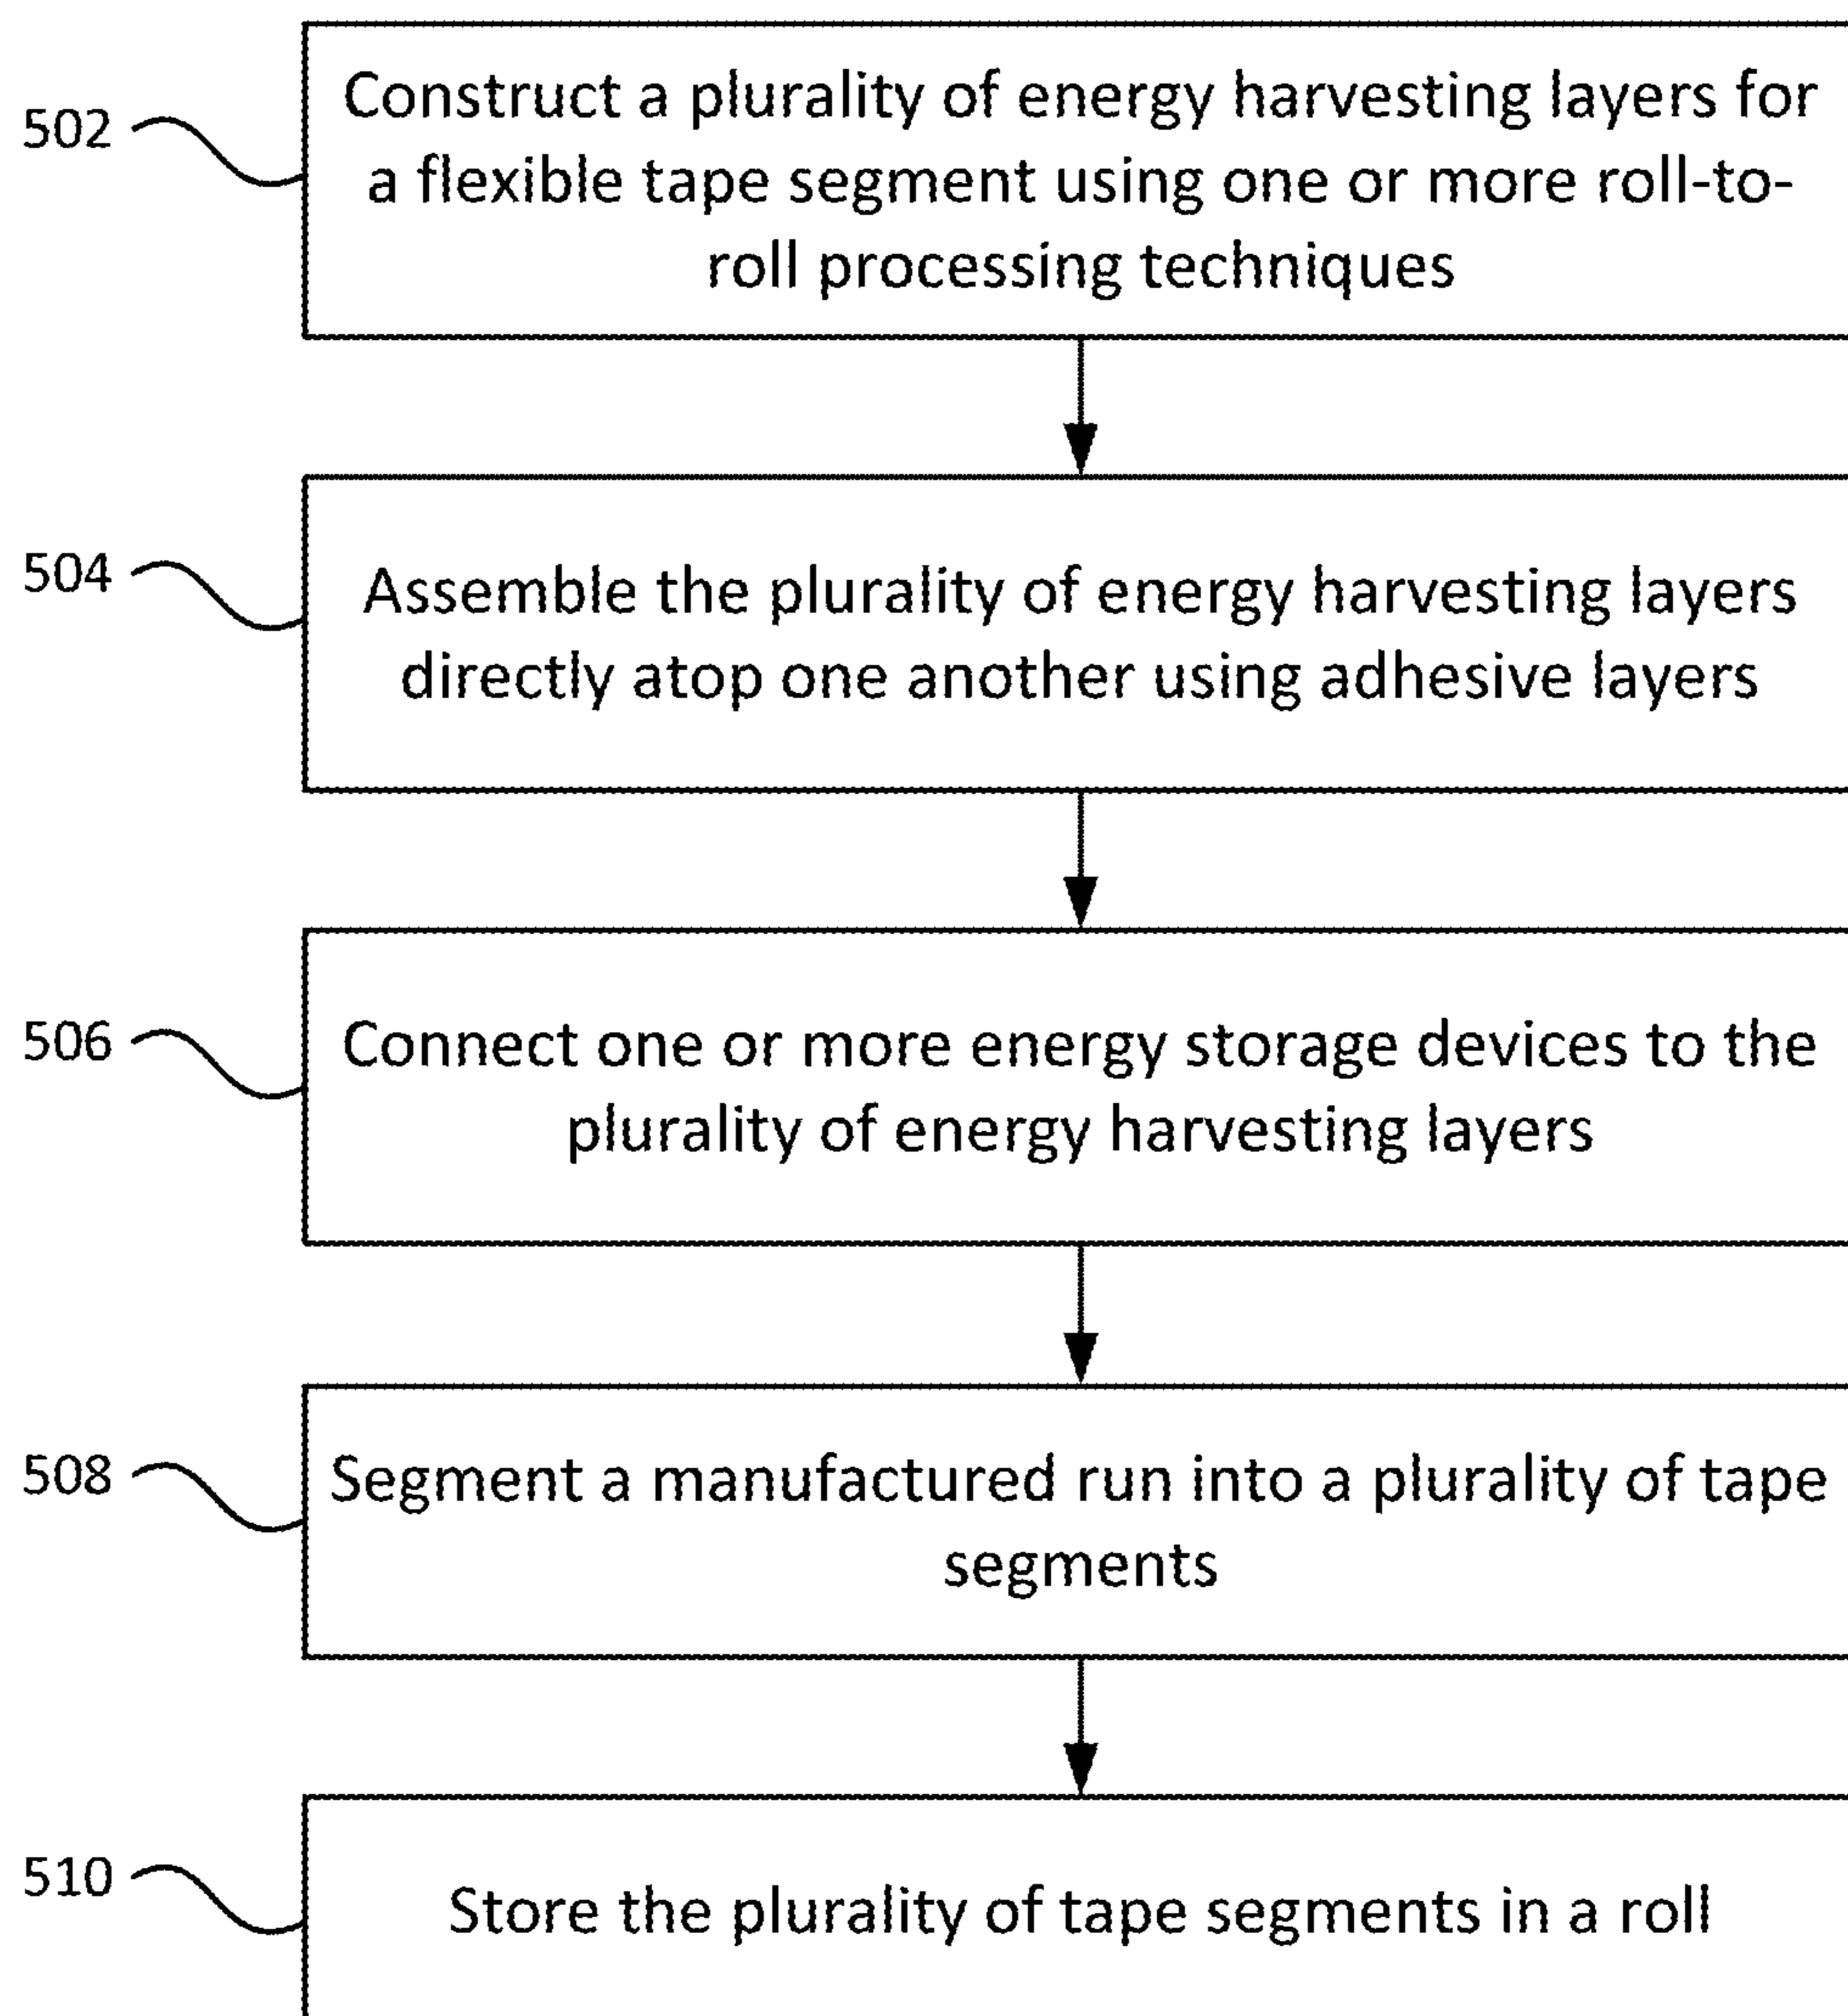 502
Construct a plurality of energy harvesting layers for
a flexible tape segment using one or more roll-to-
roll processing techniques
504
Assemble the plurality of energy harvesting layers
directly atop one another using adhesive layers
506
Connect one or more energy storage devices to the
plurality of energy harvesting layers
508
Segment a manufactured run into a plurality of tape
segments
510
Store the plurality of tape segments in a roll